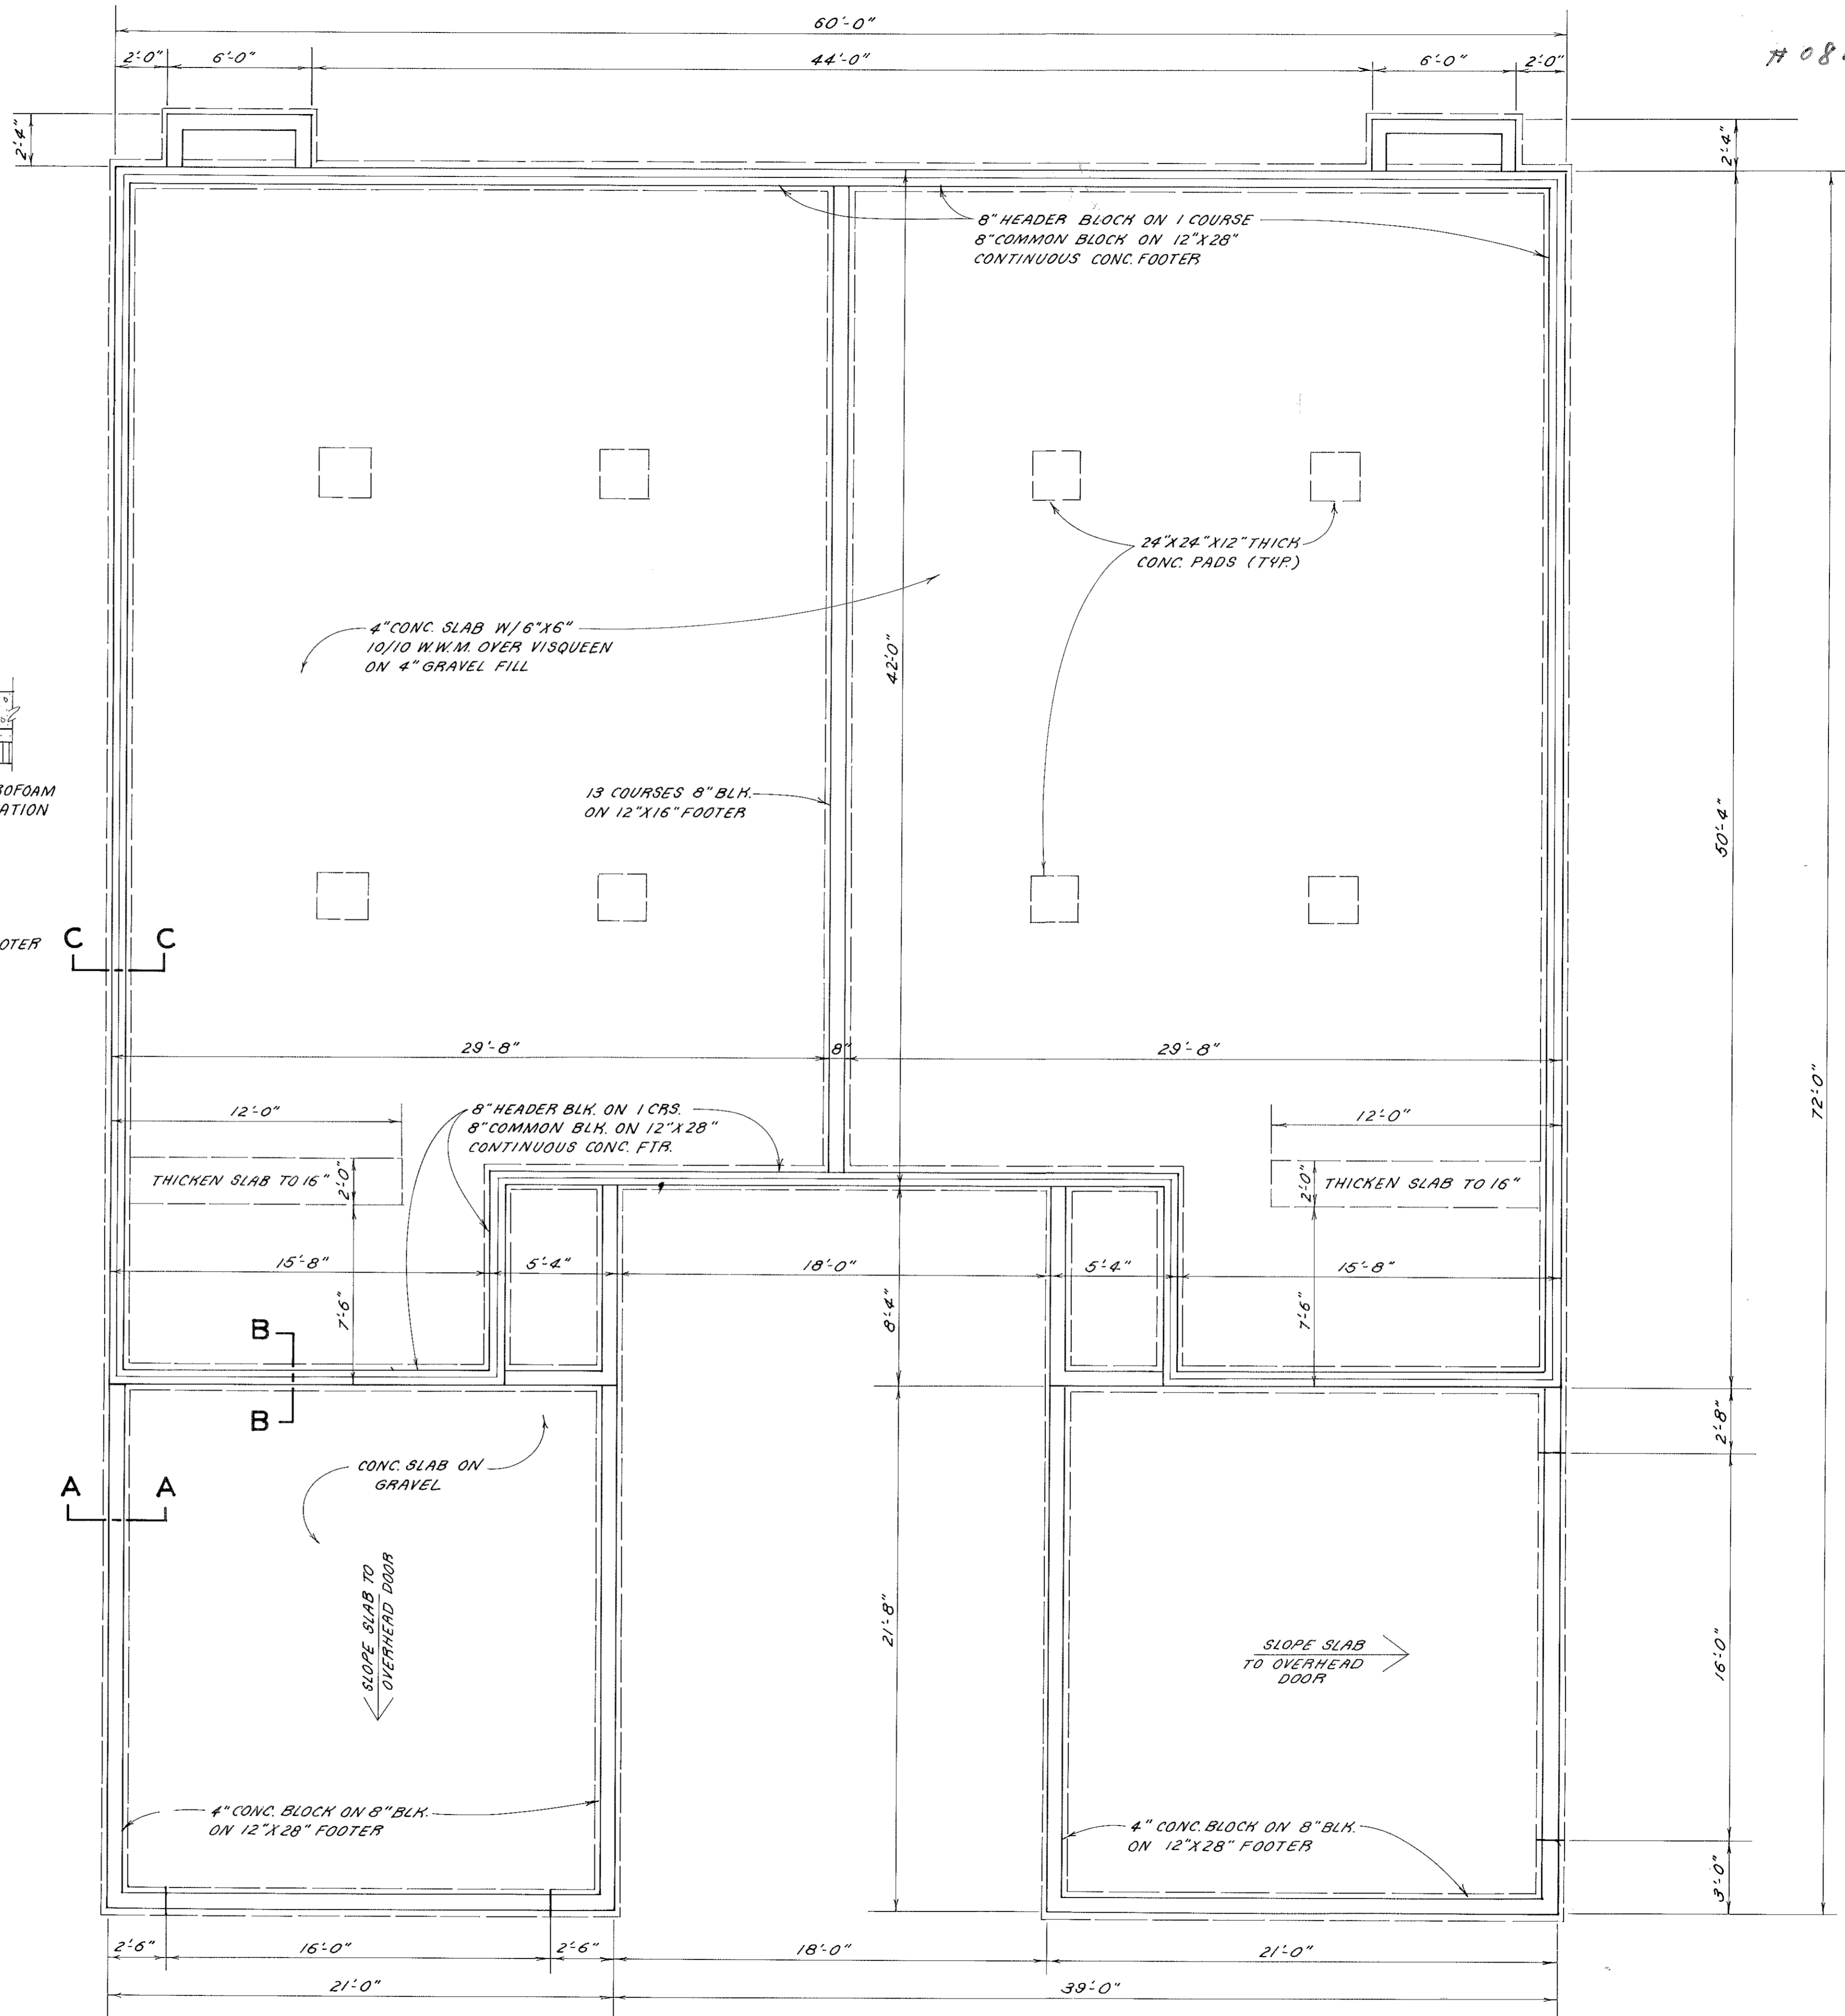 60'-0"
# 08
2'-0" 6'-0" 44'-0" 6'-0" 2'-0"
2'-4"
2'-4"
8" HEADER BLOCK ON 1 COURSE
8" COMMON BLOCK ON 12"X28"
CONTINUOUS CONC. FOOTER
24"X24"X12" THICK
CONC. PADS (TYP.)
4" CONC. SLAB W/ 6"X6"
10/10 W.W.M. OVER VISQUEEN
ON 4" GRAVEL FILL
42'-0"
13 COURSES 8" BLK.
ON 12"X16" FOOTER
50'-4"
72'-0"
C C
29'-8" 8" 29'-8"
12'-0"
8" HEADER BLK. ON 1 CRS.
8" COMMON BLK. ON 12"X28"
CONTINUOUS CONC. FTR.
12'-0"
THICKEN SLAB TO 16" 2'-0"
2'-0" THICKEN SLAB TO 16"
15'-8" 5'-4" 18'-0" 5'-4" 15'-8"
7'-6"
8'-4"
7'-6"
B
B
2'-8"
CONC. SLAB ON
GRAVEL
A A
SLOPE SLAB TO
OVERHEAD DOOR
21'-8"
SLOPE SLAB
TO OVERHEAD
DOOR
16'-0"
4" CONC. BLOCK ON 8" BLK.
ON 12"X28" FOOTER
4" CONC. BLOCK ON 8" BLK.
ON 12"X28" FOOTER
3'-0"
2'-6" 16'-0" 2'-6" 18'-0" 21'-0"
21'-0" 39'-0"